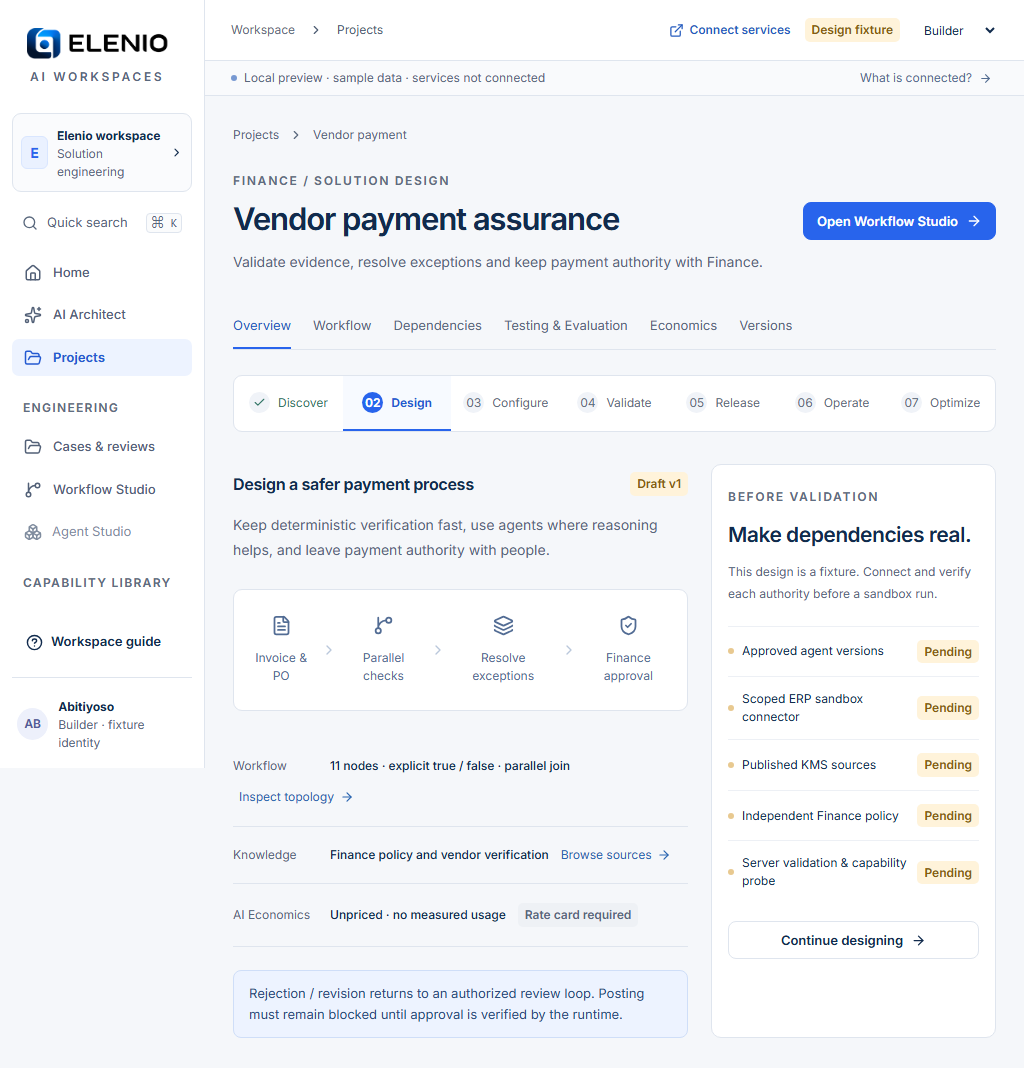 ELENIO
AI WORKSPACES
E
Elenio workspace
Solution
engineering
Quick search
⌘ K
Home
AI Architect
Projects
ENGINEERING
Cases & reviews
Workflow Studio
Agent Studio
CAPABILITY LIBRARY
Workspace guide
AB
Abitiyoso
Builder · fixture
identity
Workspace
Projects
Connect services
Design fixture
Builder
Local preview · sample data · services not connected
What is connected?
Projects
Vendor payment
FINANCE / SOLUTION DESIGN
Vendor payment assurance
Open Workflow Studio
Validate evidence, resolve exceptions and keep payment authority with Finance.
Overview
Workflow
Dependencies
Testing & Evaluation
Economics
Versions
Discover
02 Design
03 Configure
04 Validate
05 Release
06 Operate
07 Optimize
Design a safer payment process
Draft v1
Keep deterministic verification fast, use agents where reasoning
helps, and leave payment authority with people.
Invoice &
PO
Parallel
checks
Resolve
exceptions
Finance
approval
Workflow
11 nodes · explicit true / false · parallel join
Inspect topology
Knowledge
Finance policy and vendor verification
Browse sources
AI Economics
Unpriced · no measured usage
Rate card required
Rejection / revision returns to an authorized review loop. Posting
must remain blocked until approval is verified by the runtime.
BEFORE VALIDATION
Make dependencies real.
This design is a fixture. Connect and verify
each authority before a sandbox run.
Approved agent versions
Pending
Scoped ERP sandbox
connector
Pending
Published KMS sources
Pending
Independent Finance policy
Pending
Server validation & capability
probe
Pending
Continue designing